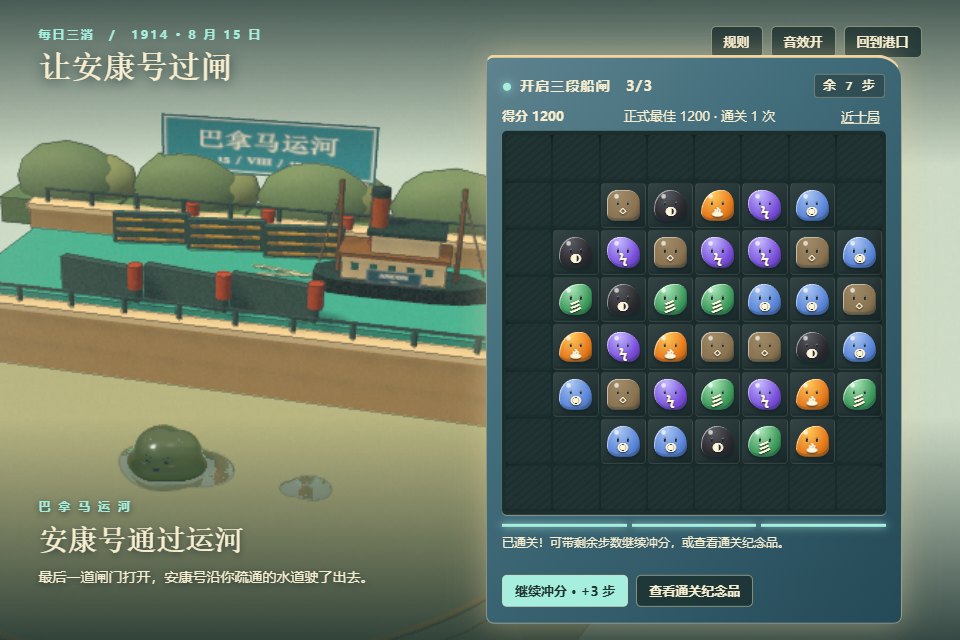 每日三消 / 1914 · 8 月 15 日
让安康号过闸
规则
音效开
回到港口
开启三段船闸 3/3
余 7 步
得分 1200
正式最佳 1200 · 通关 1 次
近十局
巴拿马运河
/ VIII /
巴拿马运河
安康号通过运河
最后一道闸门打开，安康号沿你疏通的水道驶了出去。
已通关！可带剩余步数继续冲分，或查看通关纪念品。
继续冲分 · +3 步
查看通关纪念品